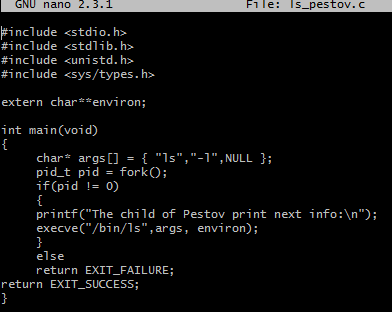 GNU nano 2.3.1 File: ls_pestov.c
#include <stdio.h>
#include <stdlib.h>
#include <unistd.h>
#include <sys/types.h>
extern char**environ;
int main(void)
{
char* args[] = { "ls","-l",NULL };
pid_t pid = fork();
if(pid != 0)
{
printf("The child of Pestov print next info:\n");
execve("/bin/ls",args, environ);
}
else
return EXIT_FAILURE;
return EXIT_SUCCESS;
}